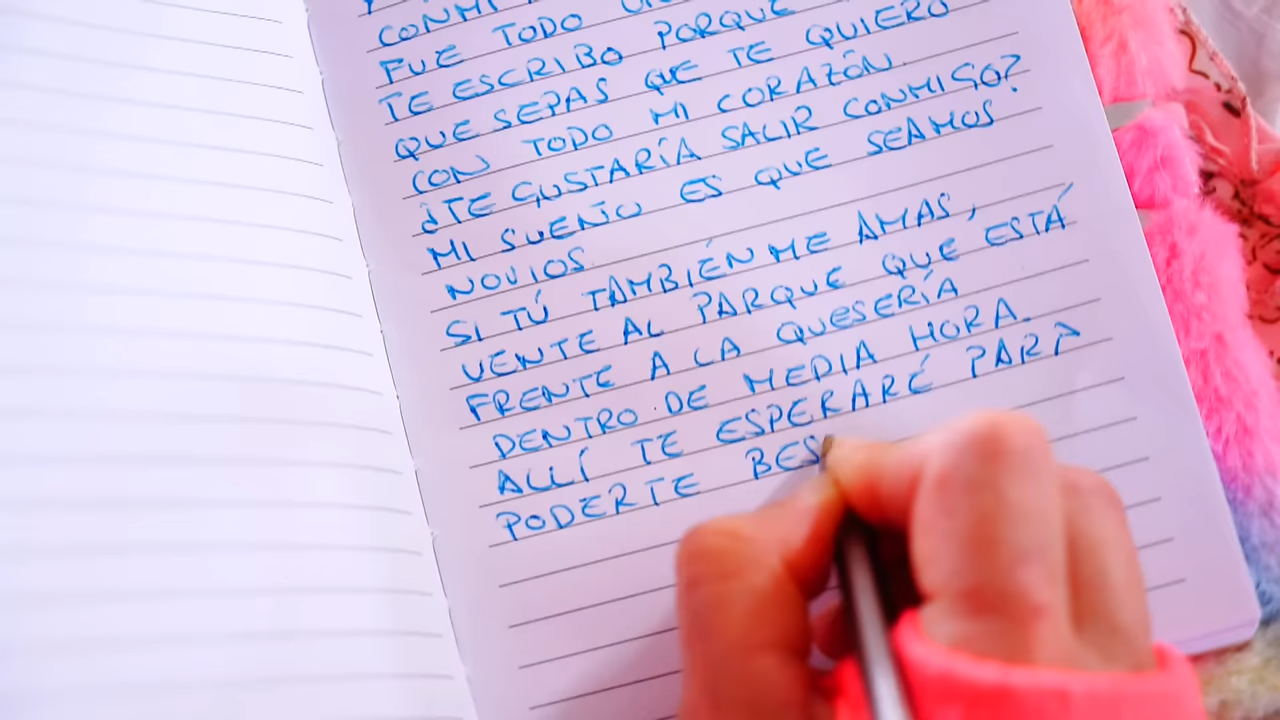 FUE TODO
TE ESCRIBO PORQUE
QUE SEPAS QUE TE QUIERO
CON TODO MI CORAZÓN.
¿TE GUSTARÍA SALIR CONMIGO?
MI SUEÑO ES QUE SEAMOS
NOVIOS.
SI TÚ TAMBIÉN ME AMAS,
VENTE AL PARQUE QUE ESTÁ
FRENTE A LA QUESERÍA
DENTRO DE MEDIA HORA.
ALLÍ TE ESPERARÉ PARA
PODERTE BES